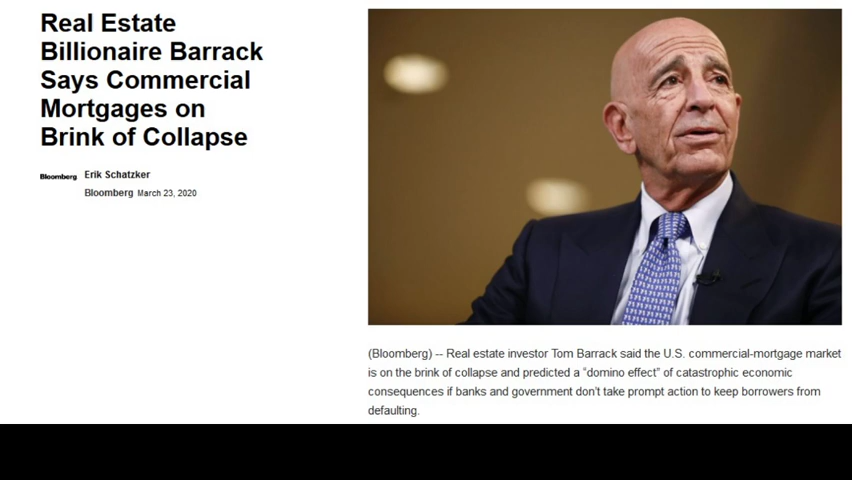 Real Estate
Billionaire Barrack
Says Commercial
Mortgages on
Brink of Collapse
Bloomberg Erik Schatzker
Bloomberg March 23, 2020
(Bloomberg) -- Real estate investor Tom Barrack said the U.S. commercial-mortgage market
is on the brink of collapse and predicted a “domino effect” of catastrophic economic
consequences if banks and government don’t take prompt action to keep borrowers from
defaulting.